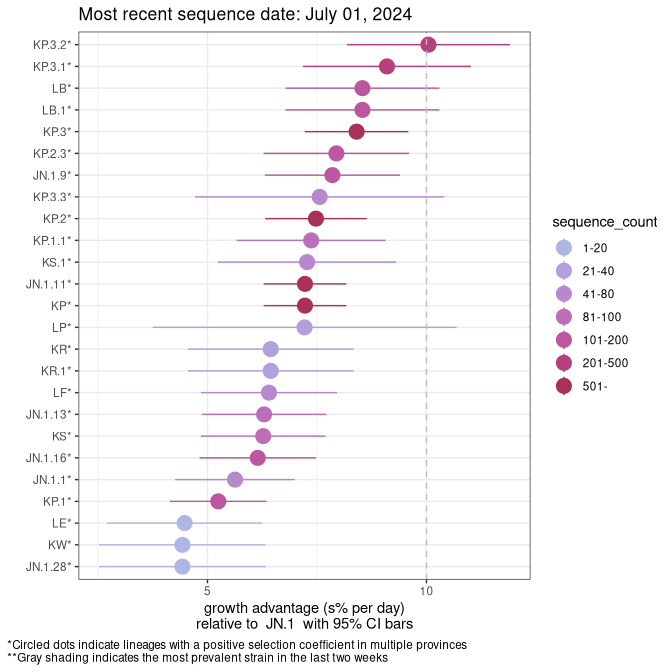 Most recent sequence date: July 01, 2024
KP.3.2*
KP.3.1*
LB*
LB.1*
KP.3*
KP.2.3*
JN.1.9*
KP.3.3*
KP.2*
KP.1.1*
KS.1*
JN.1.11*
KP*
LP*
KR*
KR.1*
LF*
JN.1.13*
KS*
JN.1.16*
JN.1.1*
KP.1*
LE*
KW*
JN.1.28*
5 10
growth advantage (s% per day)
relative to JN.1 with 95% CI bars
sequence_count
1-20
21-40
41-80
81-100
101-200
201-500
501-
*Circled dots indicate lineages with a positive selection coefficient in multiple provinces
**Gray shading indicates the most prevalent strain in the last two weeks